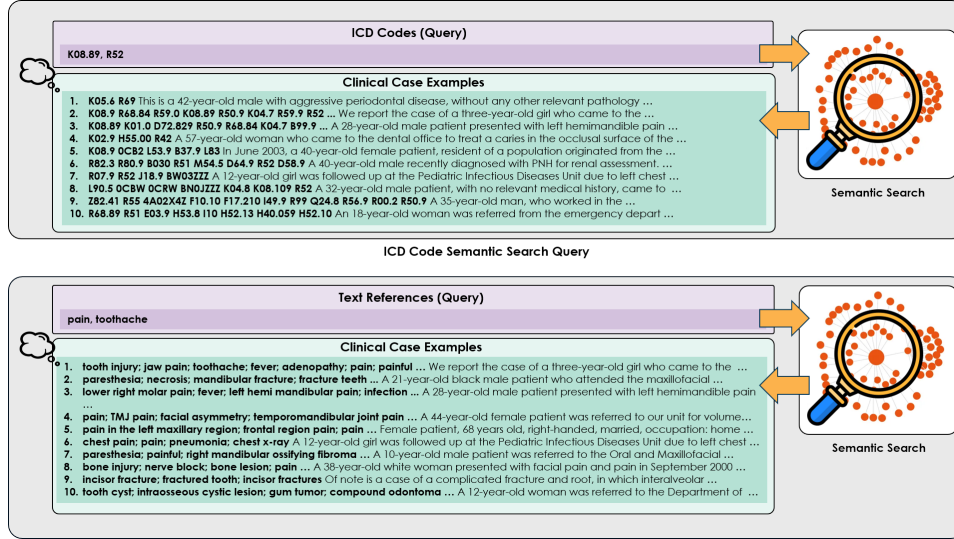 ICD Codes (Query)
K08.89, R52
Clinical Case Examples
1. K05.6 R69 This is a 42-year-old male with aggressive periodontal disease, without any other relevant pathology ...
2. K08.9 R68.84 R59.0 K08.89 R50.9 K04.7 R59.9 R52 ... We report the case of a three-year-old girl who came to the ...
3. K08.89 K01.0 D72.829 R50.9 R68.84 K04.7 B99.9 ... A 28-year-old male patient presented with left hemimandible pain ...
4. K02.9 H55.00 R42 A 57-year-old woman who came to the dental office to treat a caries in the occlusal surface of the ...
5. K08.9 0CB2 L53.9 B37.9 L83 In June 2003, a 40-year-old female patient, resident of a population originated from the ...
6. R82.3 R80.9 B030 R51 M54.5 D64.9 R52 D58.9 A 40-year-old male recently diagnosed with PNH for renal assessment.
7. R07.9 R52 J18.9 BW03ZZZ A 12-year-old girl was followed up at the Pediatric Infectious Diseases Unit due to left chest ...
8. L90.5 0CBW 0CRW BN0JZZZ K04.8 K08.109 R52 A 32-year-old male patient, with no relevant medical history, came to ...
9. Z82.41 R55 4A02X4Z F10.10 F17.210 I49.9 R99 Q24.8 R56.9 R00.2 R50.9 A 35-year-old man, who worked in the ...
10. R68.89 R51 E03.9 H53.8 I10 H52.13 H40.059 H52.10 An 18-year-old woman was referred from the emergency depart ...
Semantic Search
ICD Code Semantic Search Query
Text References (Query)
pain, toothache
Clinical Case Examples
1. tooth injury; jaw pain; toothache; fever; adenopathy; pain; painful ... We report the case of a three-year-old girl who came to the ...
2. paresthesia; necrosis; mandibular fracture; fracture teeth ... A 21-year-old black male patient who attended the maxillofacial ...
3. lower right molar pain; fever; left hemi mandibular pain; infection ... A 28-year-old male patient presented with left hemimandible pain
...
4. pain; TMJ pain; facial asymmetry; temporomandibular joint pain ... A 44-year-old female patient was referred to our unit for volume...
5. pain in the left maxillary region; frontal region pain; pain ... Female patient, 68 years old, right-handed, married, occupation: home ...
6. chest pain; pain; pneumonia; chest x-ray A 12-year-old girl was followed up at the Pediatric Infectious Diseases Unit due to left chest ...
7. paresthesia; painful; right mandibular ossifying fibroma ... A 10-year-old male patient was referred to the Oral and Maxillofacial ...
8. bone injury; nerve block; bone lesion; pain ... A 38-year-old white woman presented with facial pain and pain in September 2000 ...
9. incisor fracture; fractured tooth; incisor fractures Of note is a case of a complicated fracture and root, in which interalveolar ...
10. tooth cyst; intraosseous cystic lesion; gum tumor; compound odontoma ... A 12-year-old woman was referred to the Department of ...
Semantic Search